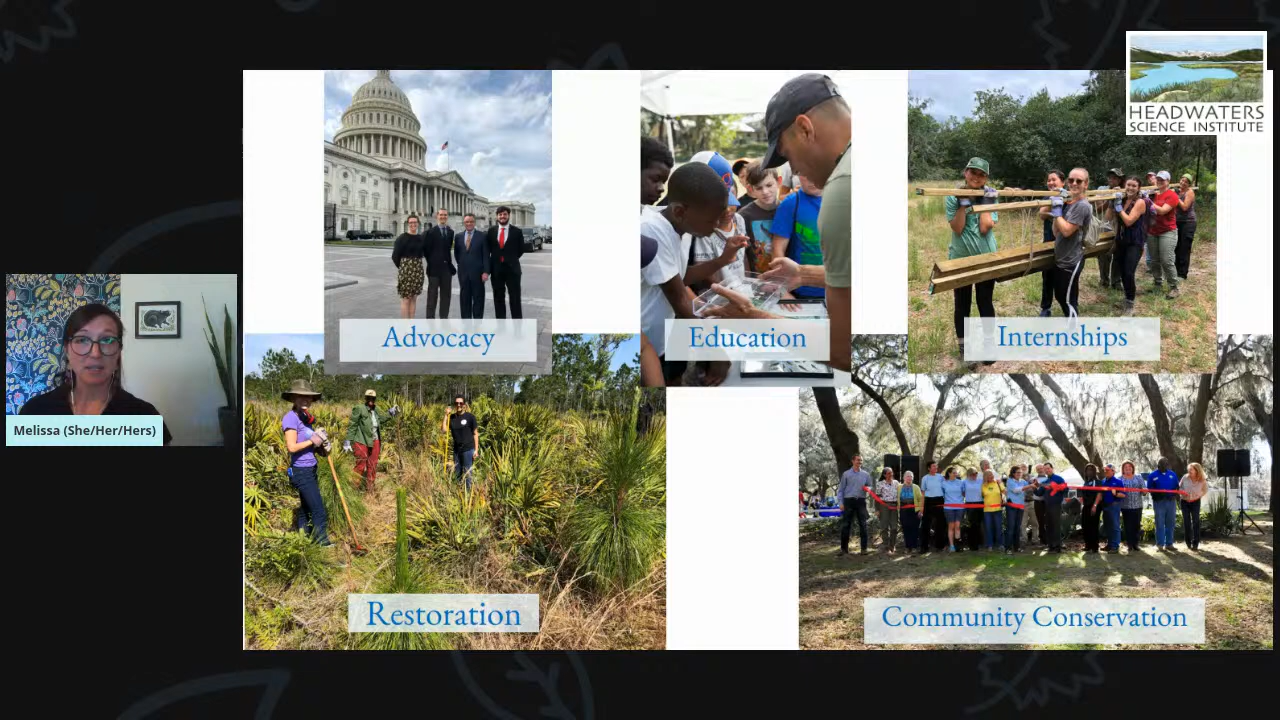 HEADWATERS
SCIENCE INSTITUTE
Advocacy
Education
Internships
Melissa (She/Her/Hers)
Restoration
Community Conservation